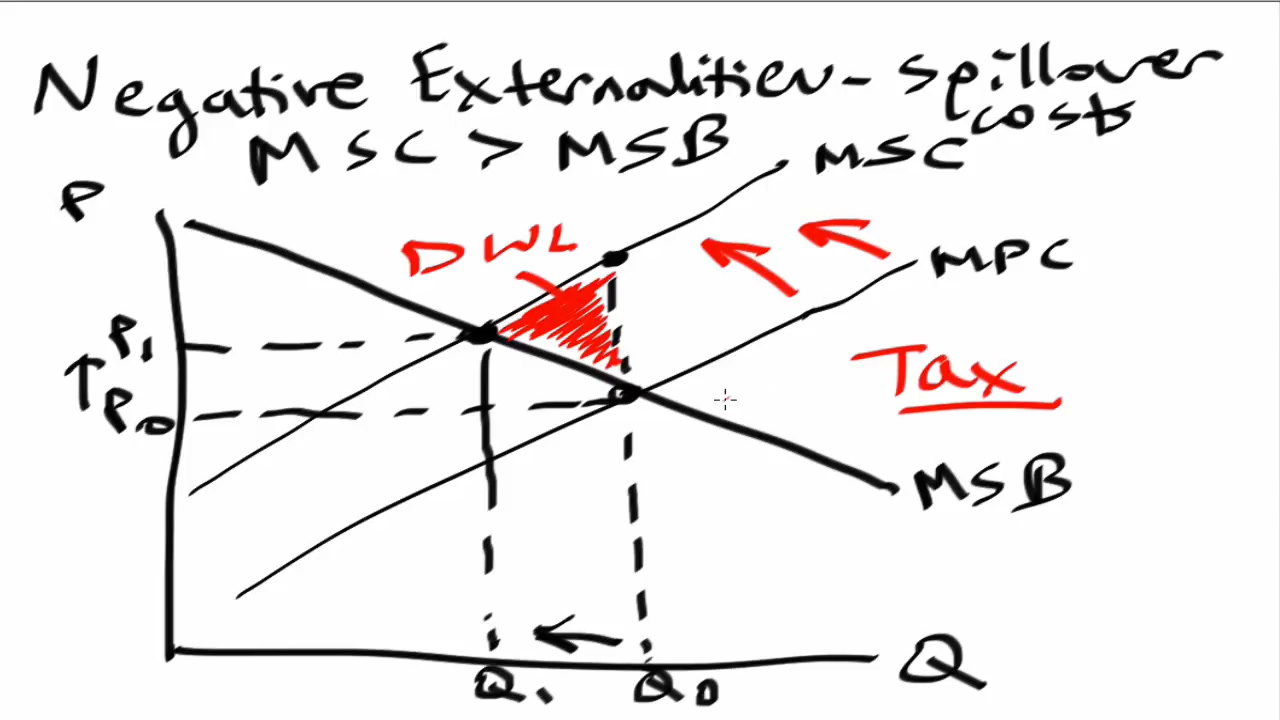 Negative Externalities - Spillover
costs
MSC > MSB
MSC
P
DWL
MPC
P1
Tax
P0
MSB
Q
Q1
Q0